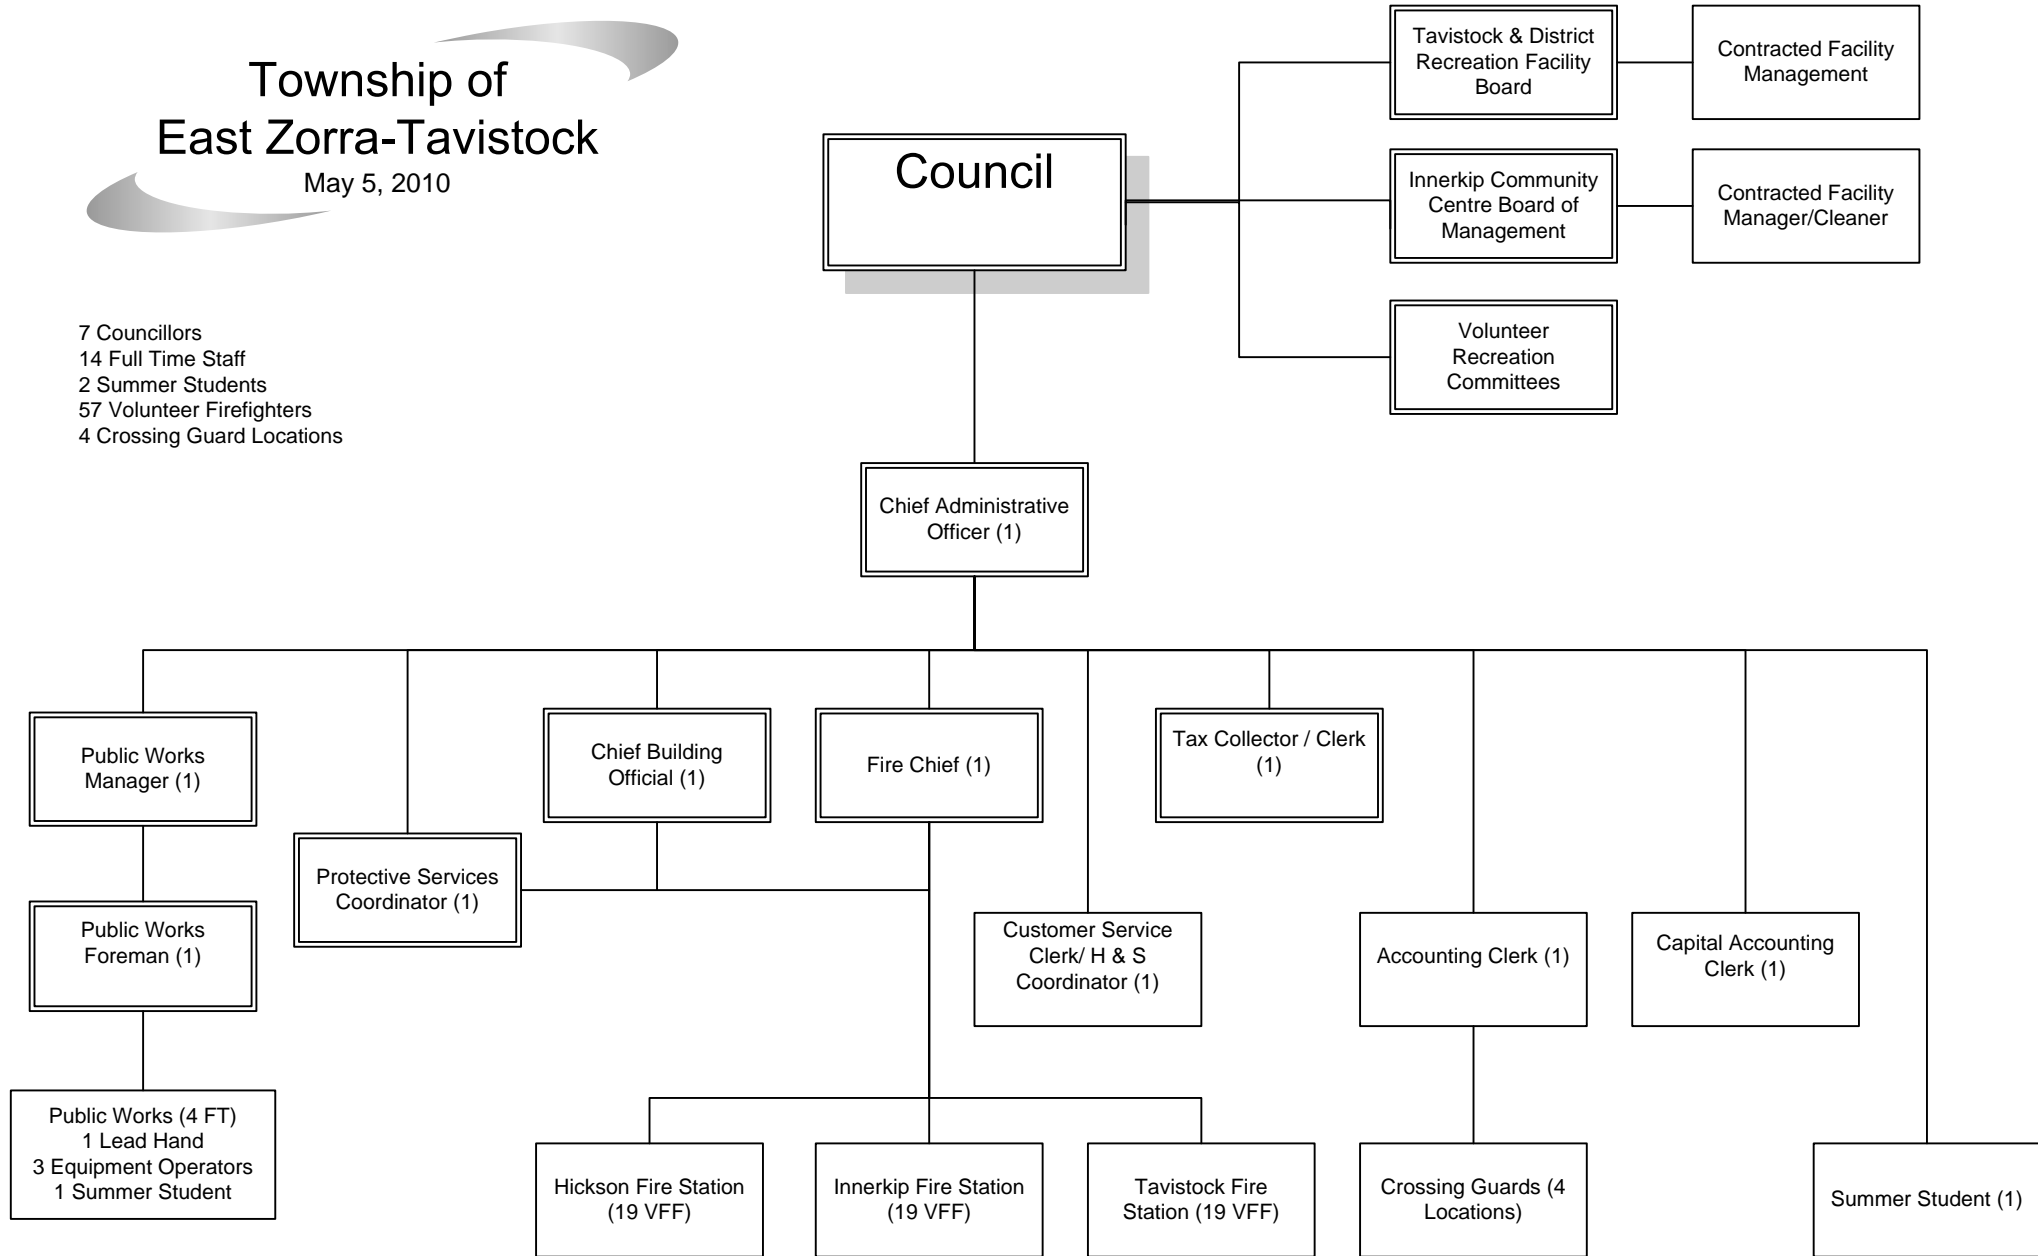 Township of
East Zorra-Tavistock
May 5, 2010
7 Councillors
14 Full Time Staff
2 Summer Students
57 Volunteer Firefighters
4 Crossing Guard Locations
Council
Tavistock & District
Recreation Facility
Board
Contracted Facility
Management
Innerkip Community
Centre Board of
Management
Contracted Facility
Manager/Cleaner
Volunteer
Recreation
Committees
Chief Administrative
Officer (1)
Public Works
Manager (1)
Protective Services
Coordinator (1)
Chief Building
Official (1)
Fire Chief (1)
Tax Collector / Clerk
(1)
Public Works
Foreman (1)
Customer Service
Clerk/ H & S
Coordinator (1)
Accounting Clerk (1)
Capital Accounting
Clerk (1)
Public Works (4 FT)
1 Lead Hand
3 Equipment Operators
1 Summer Student
Hickson Fire Station
(19 VFF)
Innerkip Fire Station
(19 VFF)
Tavistock Fire
Station (19 VFF)
Crossing Guards (4
Locations)
Summer Student (1)